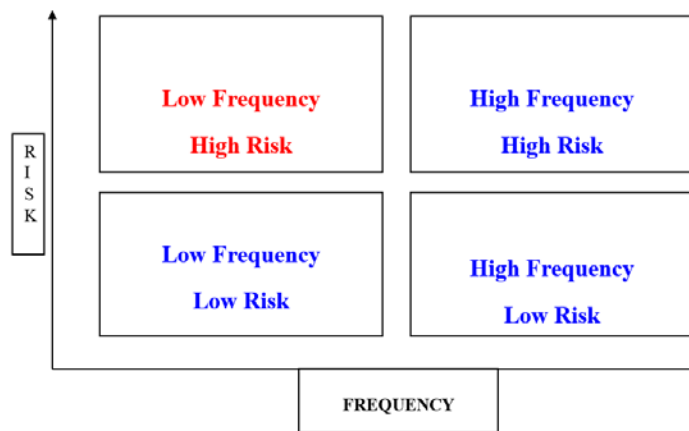 Low Frequency
High Risk
High Frequency
High Risk
R
I
S
K
Low Frequency
Low Risk
High Frequency
Low Risk
FREQUENCY